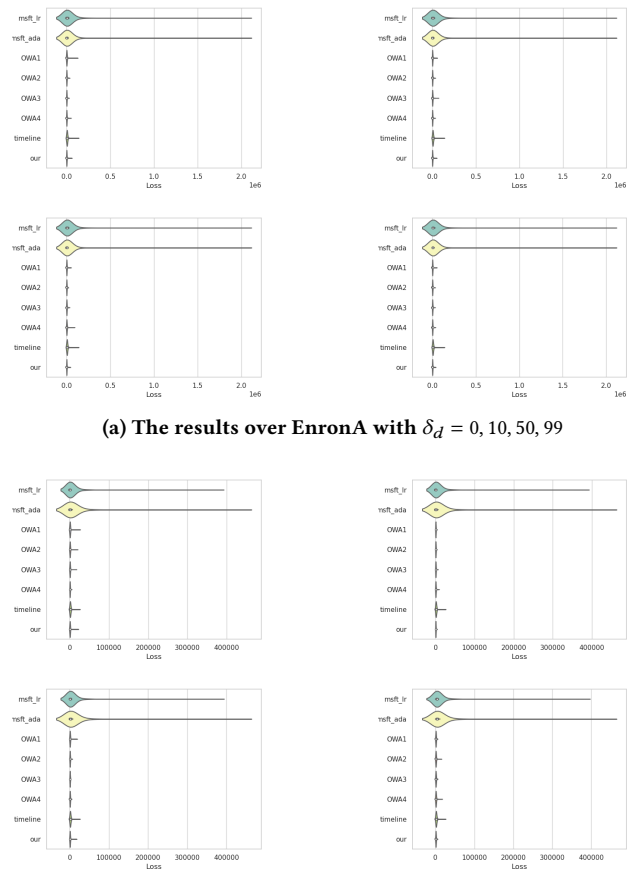 msft_lr
msft_ada
OWA1
OWA2
OWA3
OWA4
timeline
our
0.0 0.5 1.0 1.5 2.0
Loss
1e6
msft_lr
msft_ada
OWA1
OWA2
OWA3
OWA4
timeline
our
0.0 0.5 1.0 1.5 2.0
Loss
1e6
msft_lr
msft_ada
OWA1
OWA2
OWA3
OWA4
timeline
our
0.0 0.5 1.0 1.5 2.0
Loss
1e6
msft_lr
msft_ada
OWA1
OWA2
OWA3
OWA4
timeline
our
0.0 0.5 1.0 1.5 2.0
Loss
1e6
(a) The results over EnronA with δd = 0, 10, 50, 99
msft_lr
msft_ada
OWA1
OWA2
OWA3
OWA4
timeline
our
0 100000 200000 300000 400000
Loss
msft_lr
msft_ada
OWA1
OWA2
OWA3
OWA4
timeline
our
0 100000 200000 300000 400000
Loss
msft_lr
msft_ada
OWA1
OWA2
OWA3
OWA4
timeline
our
0 100000 200000 300000 400000
Loss
msft_lr
msft_ada
OWA1
OWA2
OWA3
OWA4
timeline
our
0 100000 200000 300000 400000
Loss